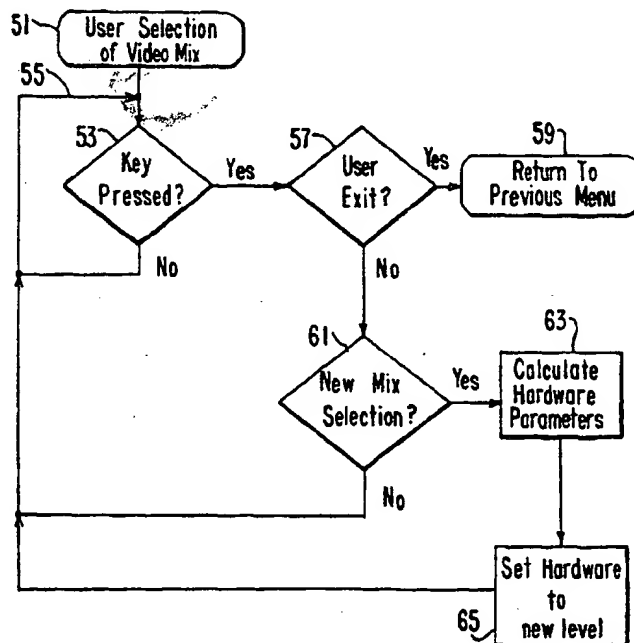 51
User Selection
of Video Mix
55
53
Key
Pressed?
Yes
No
57
User
Exit?
Yes
No
59
Return To
Previous Menu
61
New Mix
Selection?
Yes
No
63
Calculate
Hardware
Parameters
Set Hardware
to
new level
65